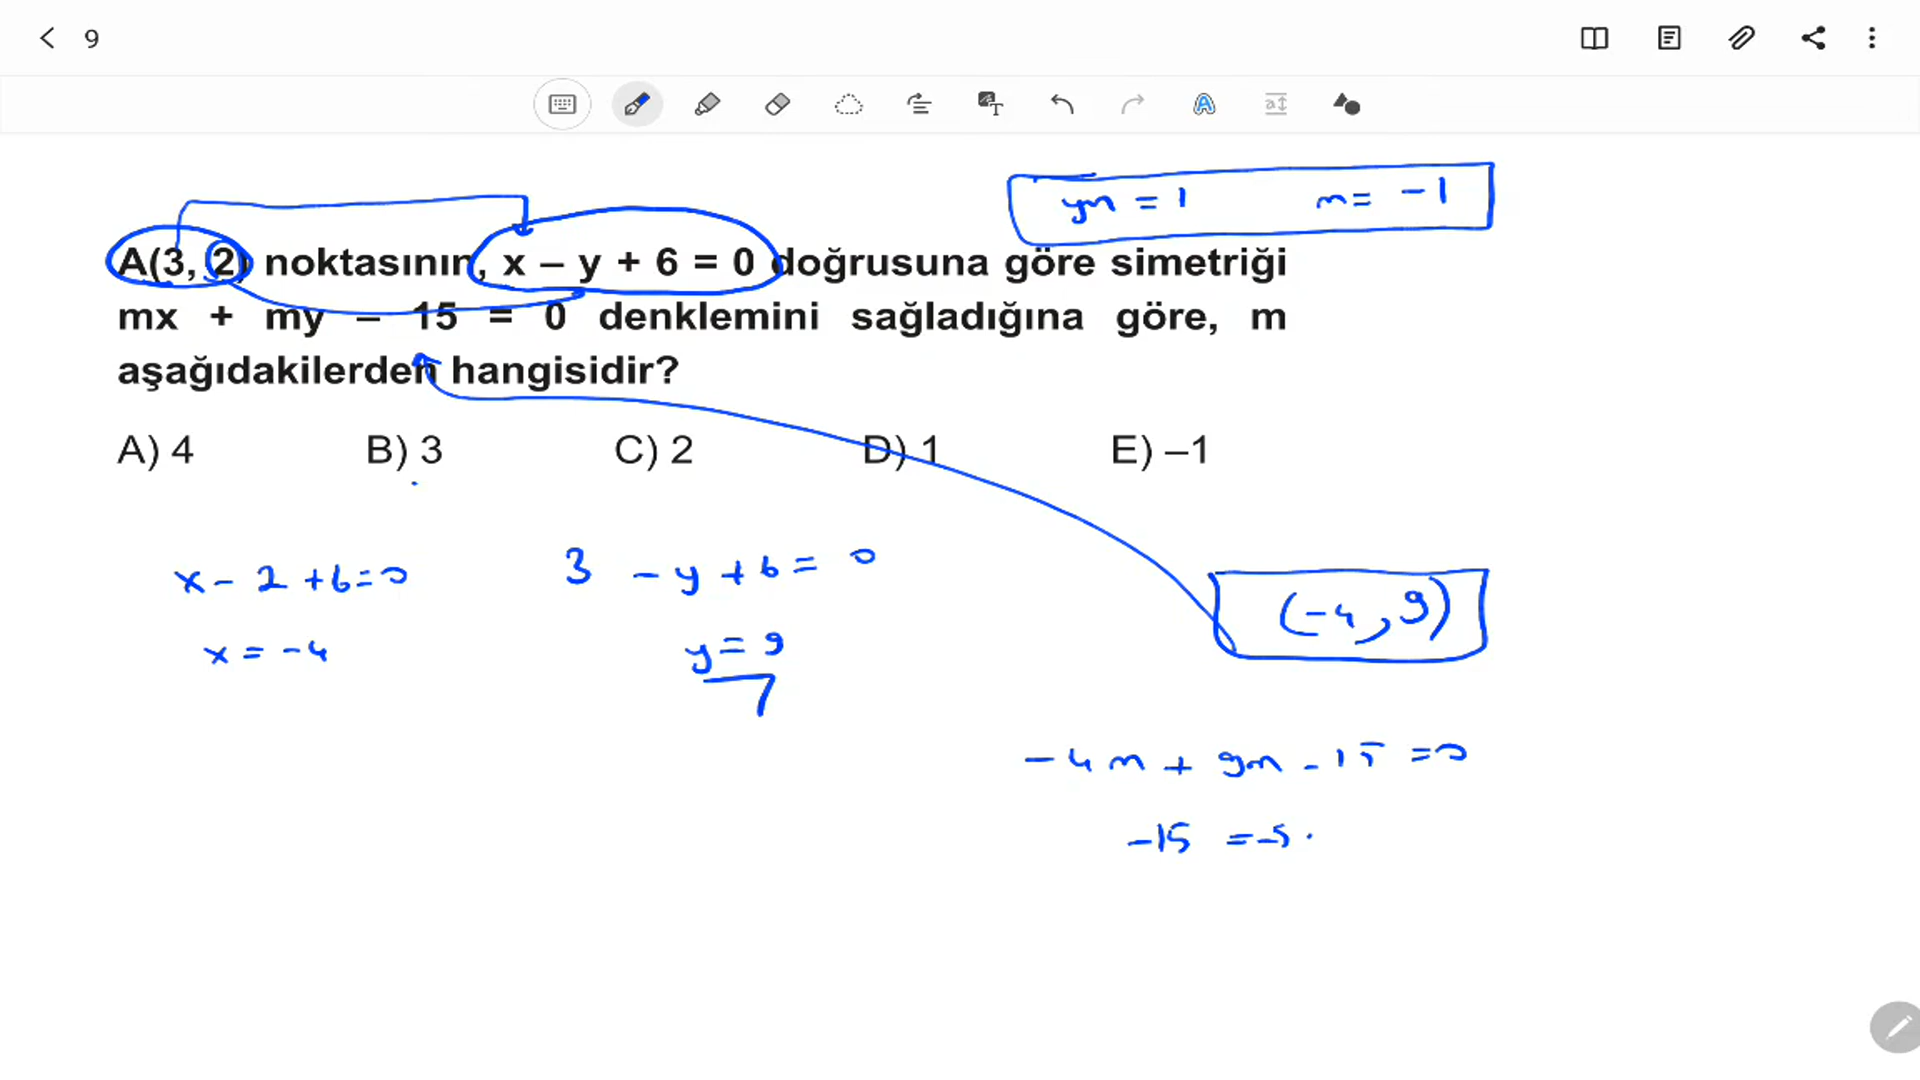 9
ym = 1 m = -1
A(3, 2) noktasının, x – y + 6 = 0 doğrusuna göre simetriği
mx + my – 15 = 0 denklemini sağladığına göre, m
aşağıdakilerden hangisidir?
A) 4 B) 3 C) 2 D) 1 E) –1
x - 2 + 6 = 0 3 - y + 6 = 0
x = -4 y = 9
(-4, 9)
-4m + 9m - 15 = 0
-15 = -5 .